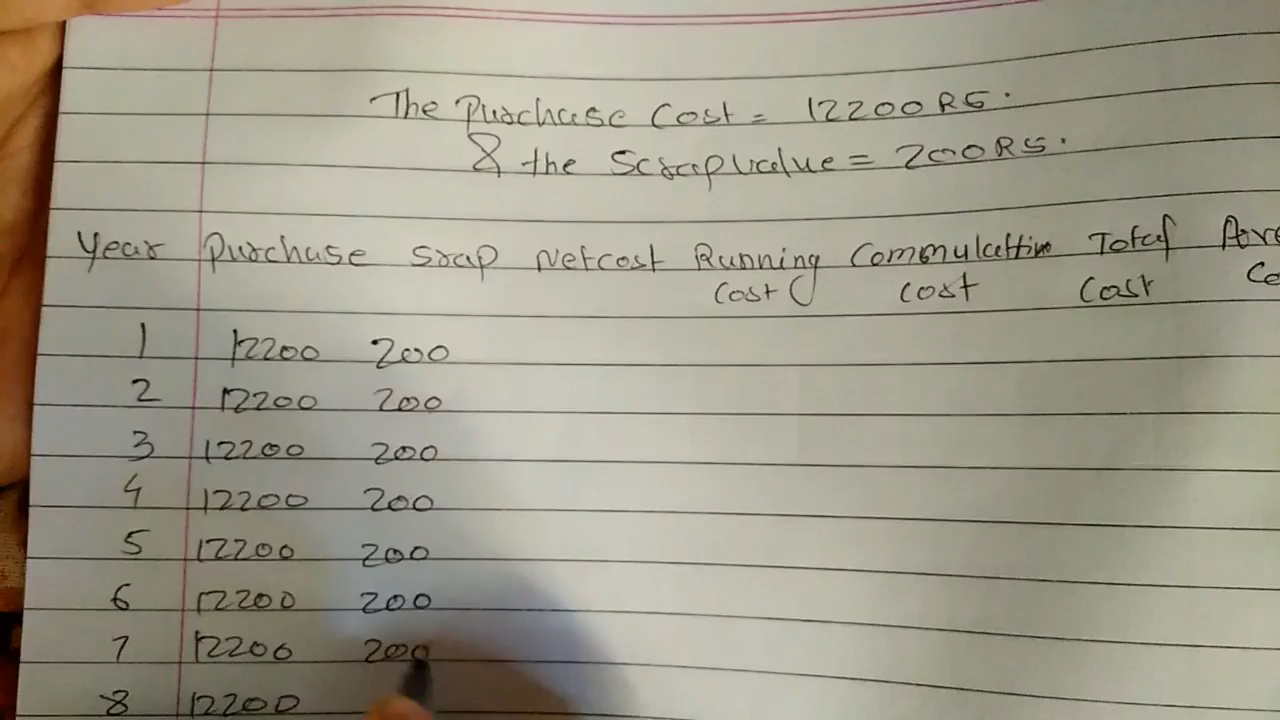 The Purchase Cost = 12200 RS.
& the Scrap value = 200 RS.
Year Purchase Srap Netcost Running Commulcettine Total
cost cost cost
1 12200 200
2 12200 200
3 12200 200
4 12200 200
5 12200 200
6 12200 200
7 12200 200
8 12200